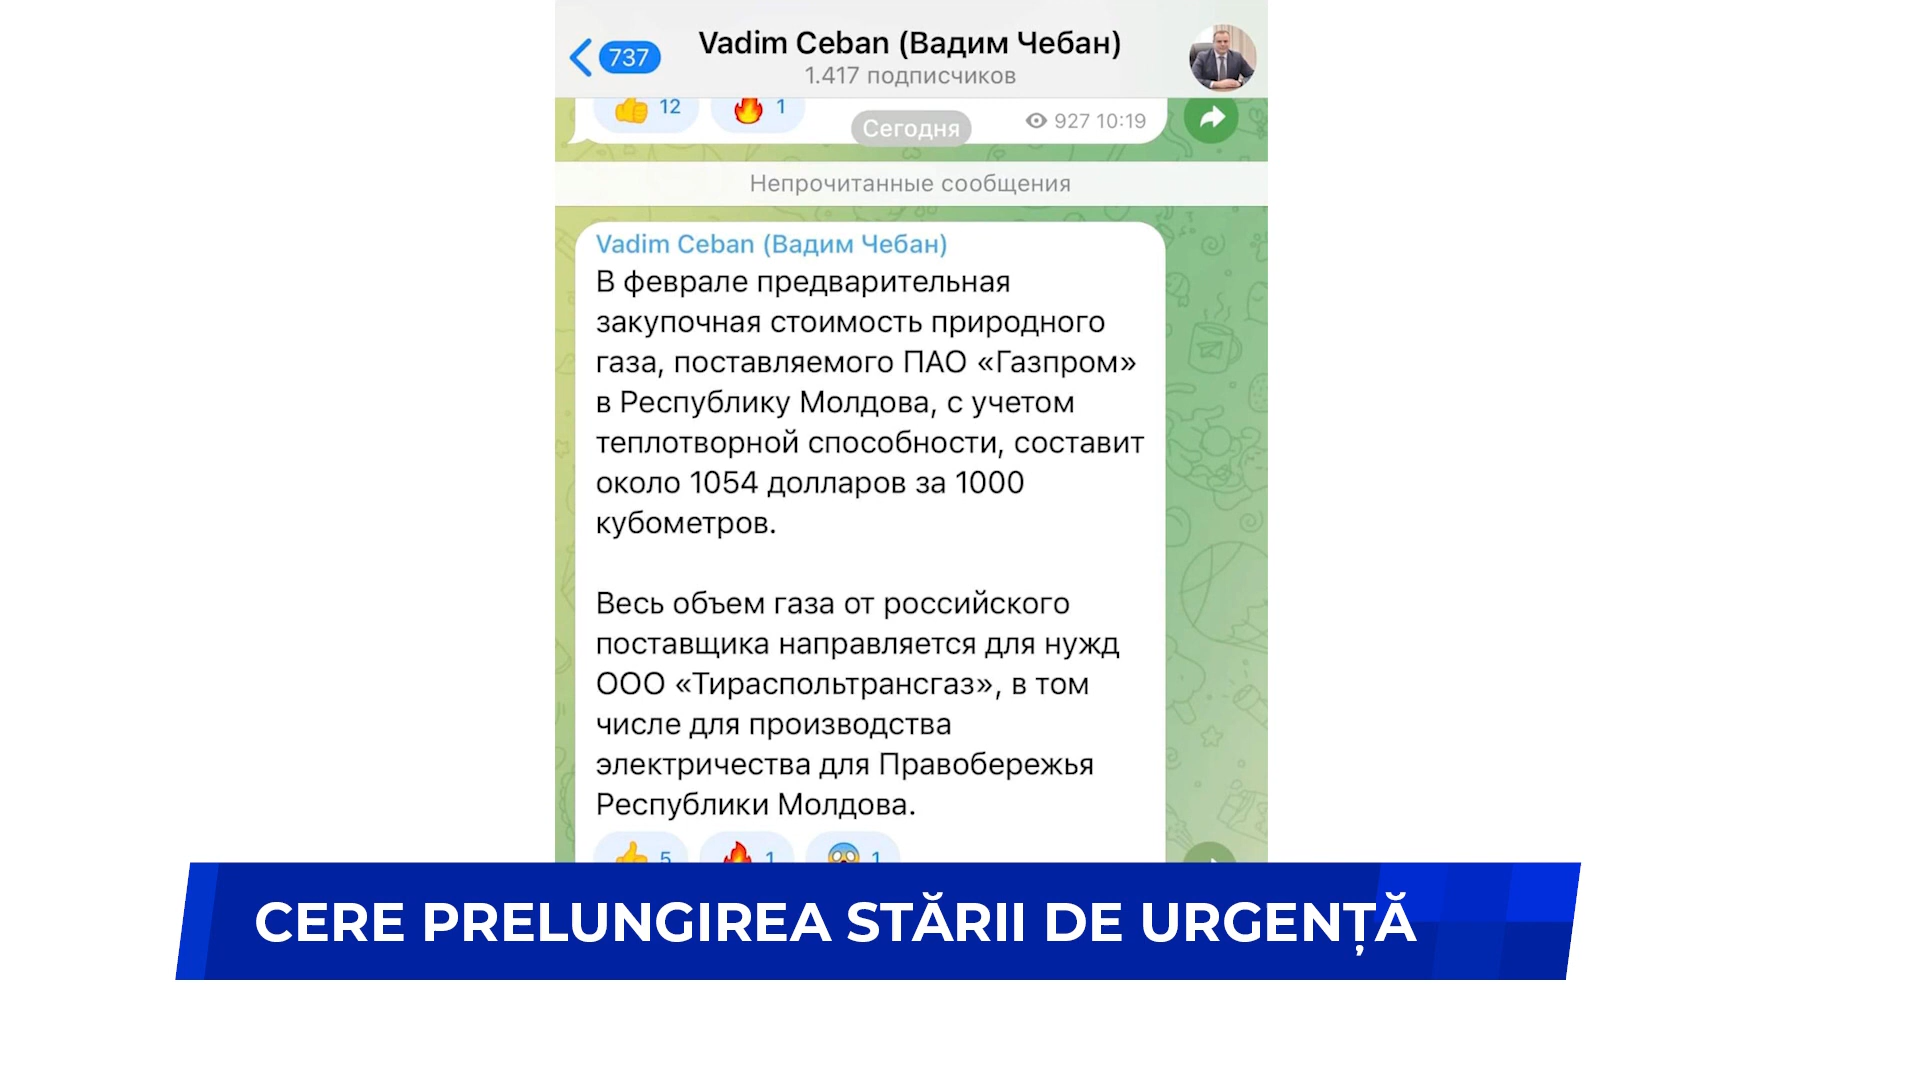 737
Vadim Ceban (Вадим Чебан)
1.417 подписчиков
12
1
Сегодня
927 10:19
Непрочитанные сообщения
Vadim Ceban (Вадим Чебан)
В феврале предварительная
закупочная стоимость природного
газа, поставляемого ПАО «Газпром»
в Республику Молдова, с учетом
теплотворной способности, составит
около 1054 долларов за 1000
кубометров.
Весь объем газа от российского
поставщика направляется для нужд
ООО «Тираспольтрансгаз», в том
числе для производства
электричества для Правобережья
Республики Молдова.
5
1
1
CERE PRELUNGIREA STĂRII DE URGENȚĂ